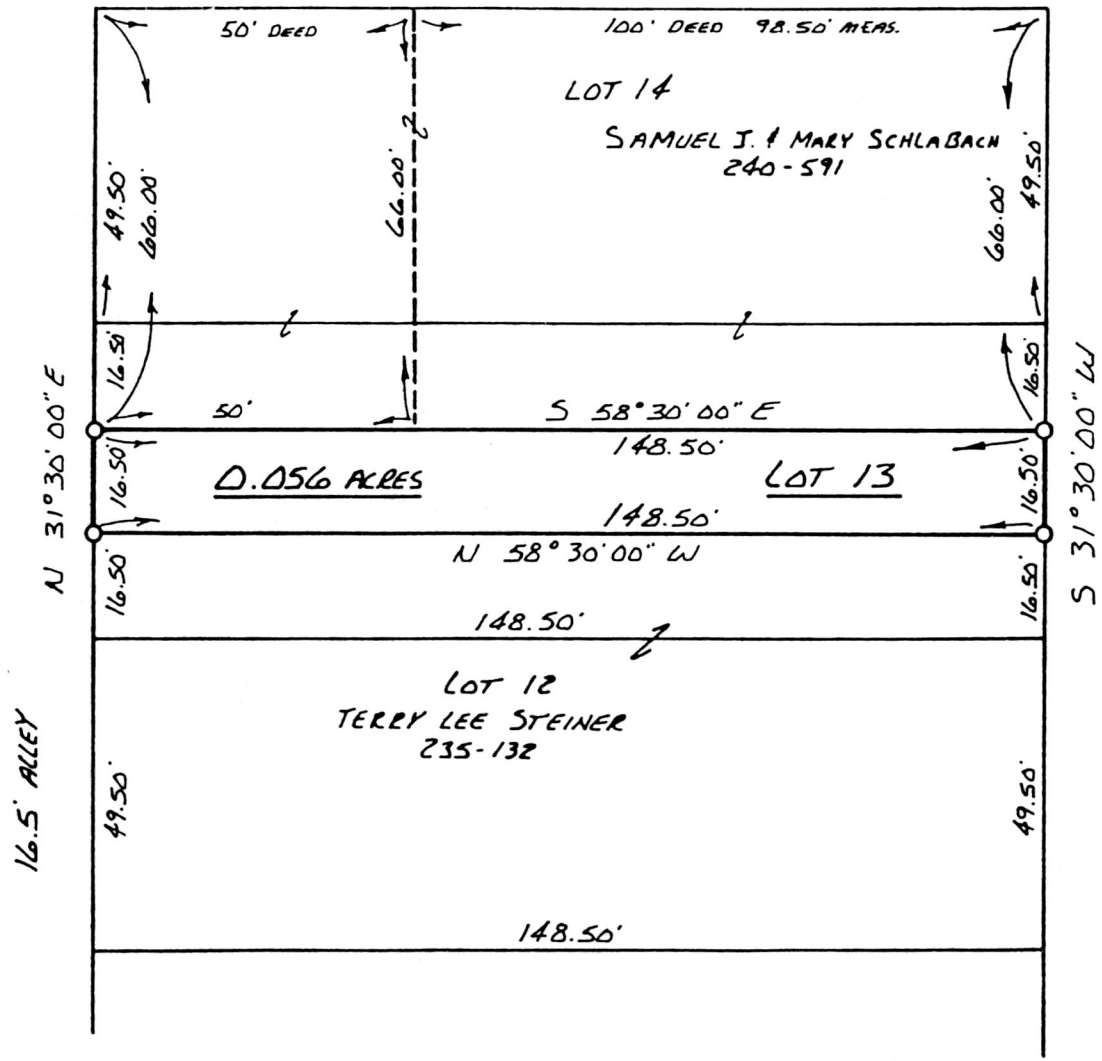 50' DEED
100' DEED 98.50' MEAS.
LOT 14
SAMUEL J. & MARY SCHLABACH
240-591
49.50'
66.00'
66.00'
66.00'
49.50'
16.50'
16.50'
N 31° 30' 00" E
50'
S 58° 30' 00" E
148.50'
S 31° 30' 00" W
16.50'
0.056 ACRES
LOT 13
16.50'
148.50'
N 58° 30' 00" W
16.50'
16.50'
148.50'
LOT 12
TERRY LEE STEINER
235-132
16.5' ALLEY
49.50'
49.50'
148.50'